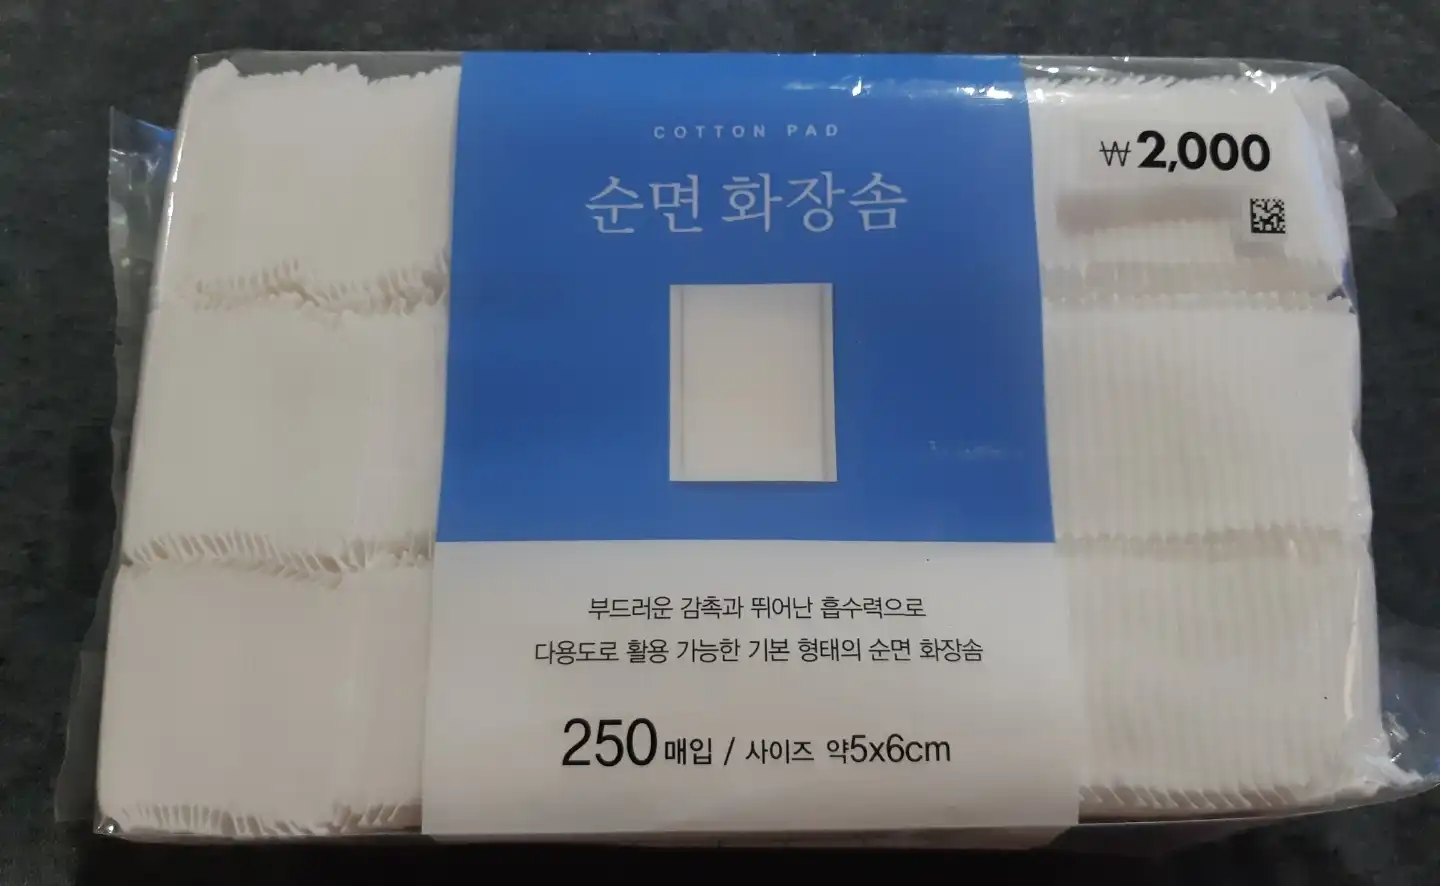 COTTON PAD
순면 화장솜
₩2,000
부드러운 감촉과 뛰어난 흡수력으로
다용도로 활용 가능한 기본 형태의 순면 화장솜
250매입 / 사이즈 약5x6cm